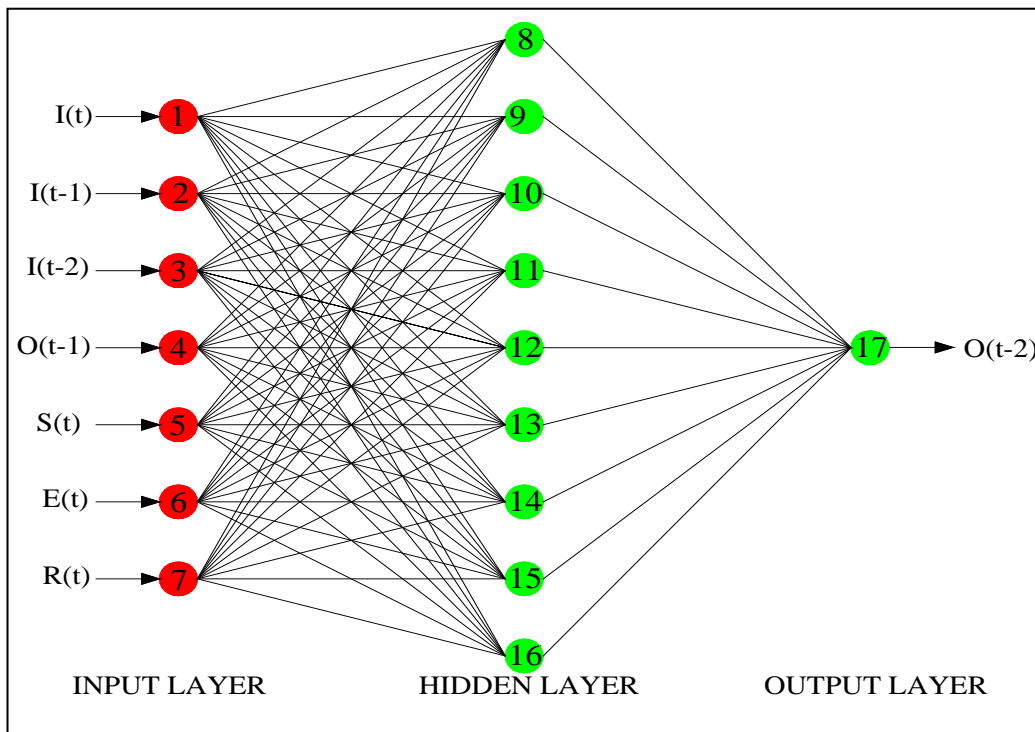 8
I(t) 1 9
I(t-1) 2 10
I(t-2) 3 11
O(t-1) 4 12 17 O(t-2)
S(t) 5 13
E(t) 6 14
R(t) 7 15
16
INPUT LAYER HIDDEN LAYER OUTPUT LAYER